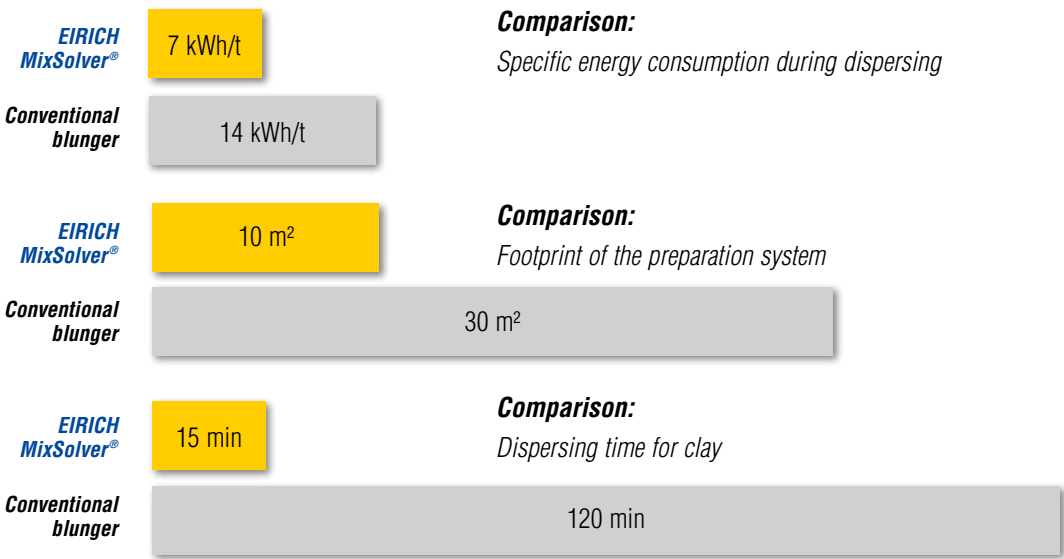 EIRICH
MixSolver®
7 kWh/t
Comparison:
Specific energy consumption during dispersing
Conventional
blunger
14 kWh/t
EIRICH
MixSolver®
10 m²
Comparison:
Footprint of the preparation system
Conventional
blunger
30 m²
EIRICH
MixSolver®
15 min
Comparison:
Dispersing time for clay
Conventional
blunger
120 min